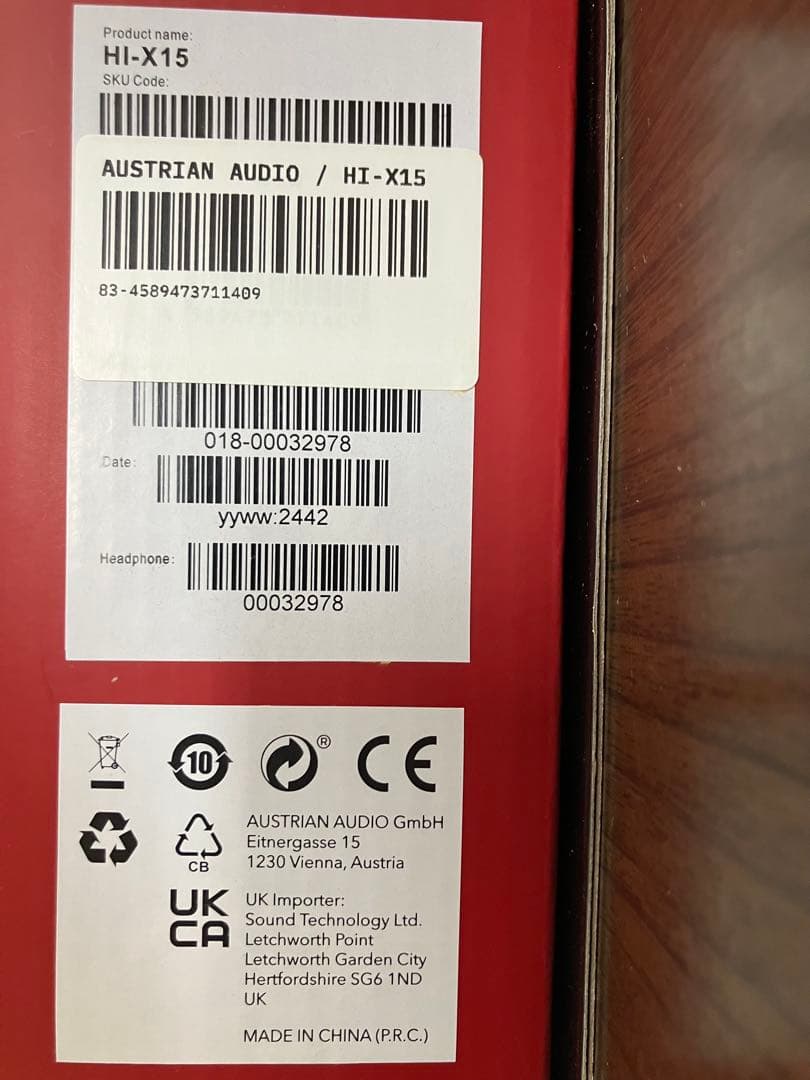 Product name:
HI-X15
SKU Code:
AUSTRIAN AUDIO / HI-X15
83-4589473711409
018-00032978
Date:
yyww:2442
Headphone:
00032978
10
®
CE
CB
AUSTRIAN AUDIO GmbH
Eitnergasse 15
1230 Vienna, Austria
UK
CA
UK Importer:
Sound Technology Ltd.
Letchworth Point
Letchworth Garden City
Hertfordshire SG6 1ND
UK
MADE IN CHINA (P.R.C.)